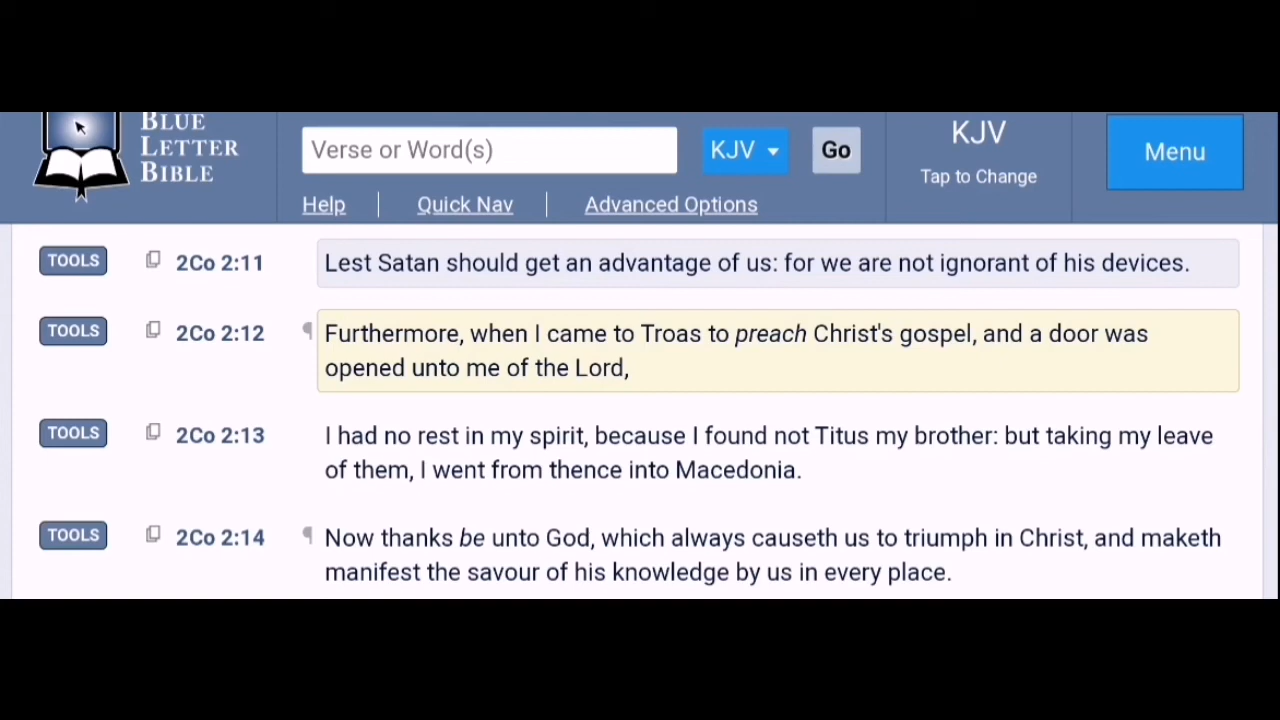 BLUE
LETTER
BIBLE
Verse or Word(s)
KJV
Go
Help
Quick Nav
Advanced Options
KJV
Tap to Change
Menu
TOOLS 2Co 2:11 Lest Satan should get an advantage of us: for we are not ignorant of his devices.
TOOLS 2Co 2:12 ¶ Furthermore, when I came to Troas to preach Christ's gospel, and a door was
opened unto me of the Lord,
TOOLS 2Co 2:13 I had no rest in my spirit, because I found not Titus my brother: but taking my leave
of them, I went from thence into Macedonia.
TOOLS 2Co 2:14 ¶ Now thanks be unto God, which always causeth us to triumph in Christ, and maketh
manifest the savour of his knowledge by us in every place.